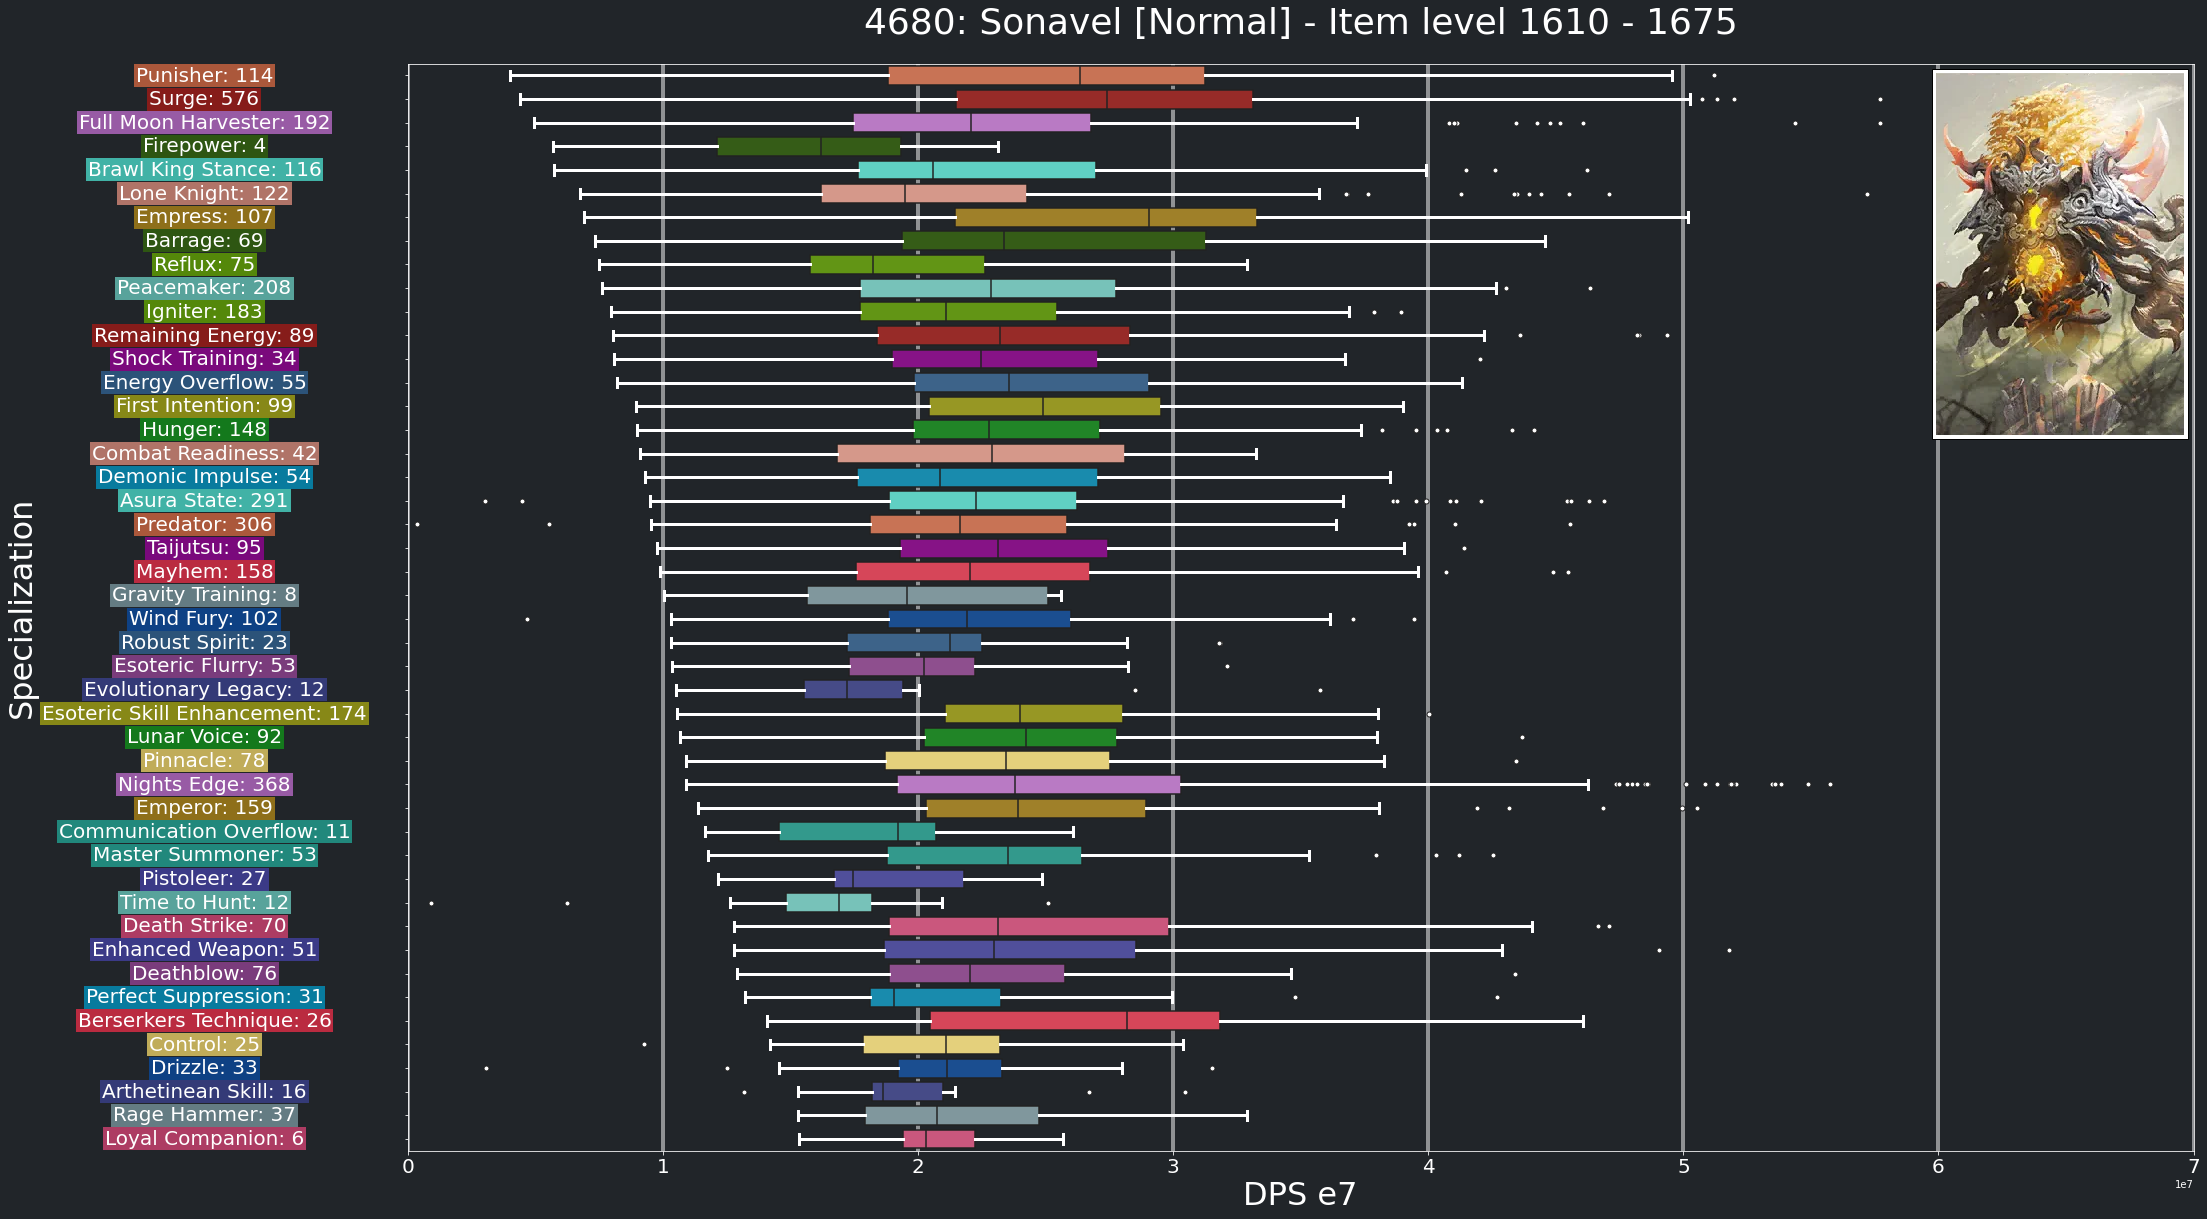 4680: Sonavel [Normal] - Item level 1610 - 1675
Specialization
Punisher: 114
Surge: 576
Full Moon Harvester: 192
Firepower: 4
Brawl King Stance: 116
Lone Knight: 122
Empress: 107
Barrage: 69
Reflux: 75
Peacemaker: 208
Igniter: 183
Remaining Energy: 89
Shock Training: 34
Energy Overflow: 55
First Intention: 99
Hunger: 148
Combat Readiness: 42
Demonic Impulse: 54
Asura State: 291
Predator: 306
Taijutsu: 95
Mayhem: 158
Gravity Training: 8
Wind Fury: 102
Robust Spirit: 23
Esoteric Flurry: 53
Evolutionary Legacy: 12
Esoteric Skill Enhancement: 174
Lunar Voice: 92
Pinnacle: 78
Nights Edge: 368
Emperor: 159
Communication Overflow: 11
Master Summoner: 53
Pistoleer: 27
Time to Hunt: 12
Death Strike: 70
Enhanced Weapon: 51
Deathblow: 76
Perfect Suppression: 31
Berserkers Technique: 26
Control: 25
Drizzle: 33
Arthetinean Skill: 16
Rage Hammer: 37
Loyal Companion: 6
0 1 2 3 4 5 6 7
1e7
DPS e7